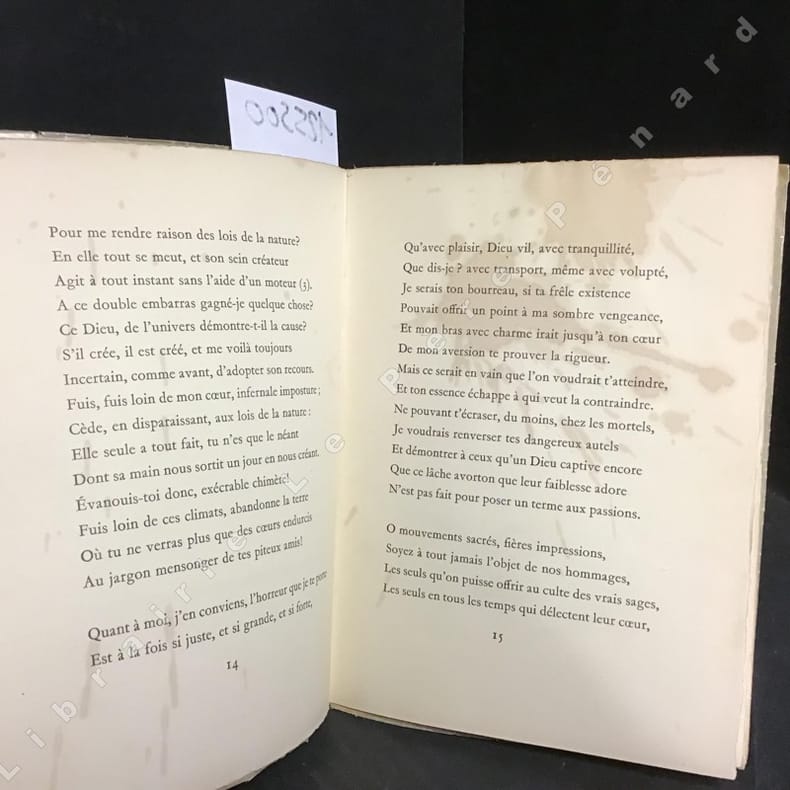 195500
Pour me rendre raison des lois de la nature?
En elle tout se meut, et son sein créateur
Agit à tout instant sans l'aide d'un moteur (3).
A ce double embarras gagné-je quelque chose?
Ce Dieu, de l'univers démontre-t-il la cause?
S'il crée, il est créé, et me voilà toujours
Incertain, comme avant, d'adopter son recours.
Fuis, fuis loin de mon cœur, infernale imposture;
Cède, en disparaissant, aux lois de la nature:
Elle seule a tout fait, tu n'es que le néant
Dont sa main nous sortit un jour en nous créant.
Évanouis-toi donc, exécrable chimère!
Fuis loin de ces climats, abandonne la terre
Où tu ne verras plus que des cœurs endurcis
Au jargon mensonger de tes piteux amis!
Quant à moi, j'en conviens, l'horreur que je te porte
Est à la fois si juste, et si grande, et si forte,
14
Qu'avec plaisir, Dieu vil, avec tranquillité,
Que dis-je? avec transport, même avec volupté,
Je serais ton bourreau, si ta frêle existence
Pouvait offrir un point à ma sombre vengeance,
Et mon bras avec charme irait jusqu'à ton cœur
De mon aversion te prouver la rigueur.
Mais ce serait en vain que l'on voudrait t'atteindre,
Et ton essence échappe à qui veut la contraindre.
Ne pouvant t'écraser, du moins, chez les mortels,
Je voudrais renverser tes dangereux autels
Et démontrer à ceux qu'un Dieu captive encore
Que ce lâche avorton que leur faiblesse adore
N'est pas fait pour poser un terme aux passions.
O mouvements sacrés, fières impressions,
Soyez à tout jamais l'objet de nos hommages,
Les seuls qu'on puisse offrir au culte des vrais sages,
Les seuls en tous les temps qui délectent leur cœur,
15
Librairie Le Pere Pénard